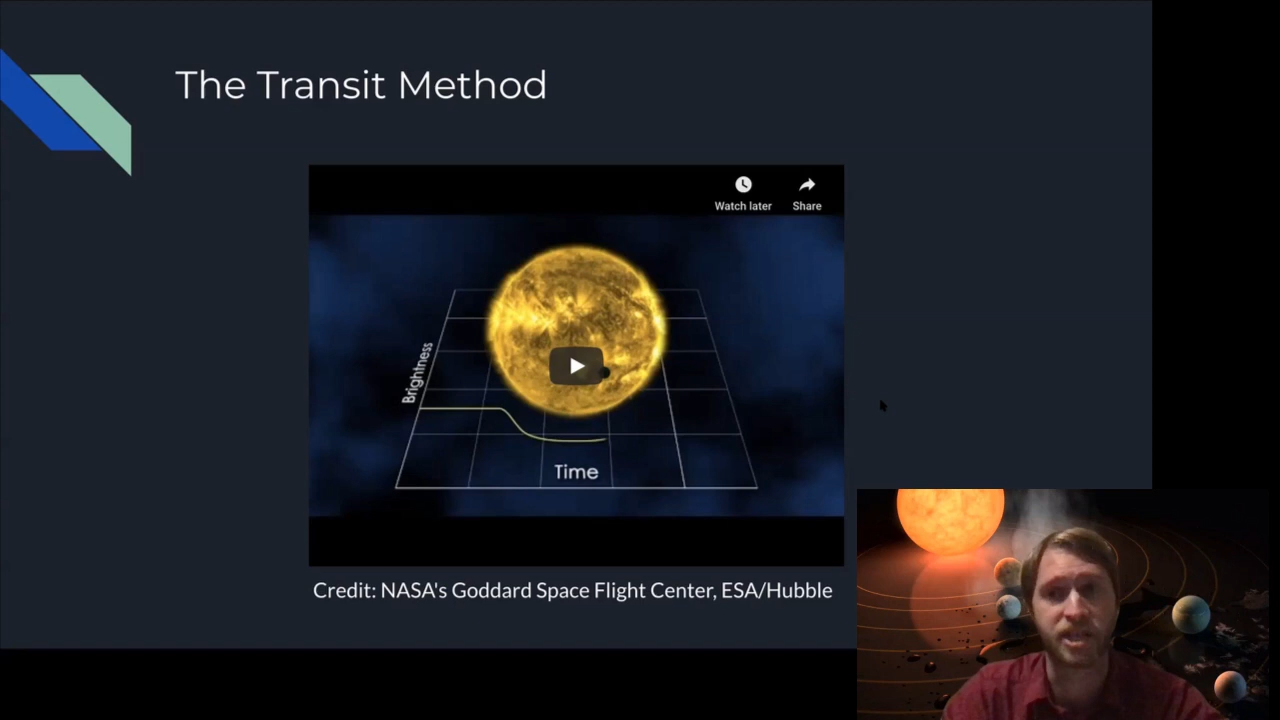 The Transit Method
Watch later
Share
Brightness
Time
Credit: NASA's Goddard Space Flight Center, ESA/Hubble